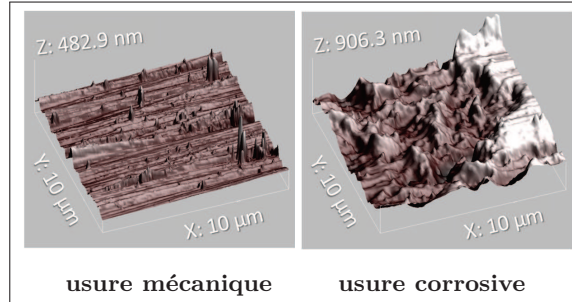 Z: 482.9 nm
Y: 10 µm
X: 10 µm
usure mécanique
Z: 906.3 nm
Y: 10 µm
X: 10 µm
usure corrosive